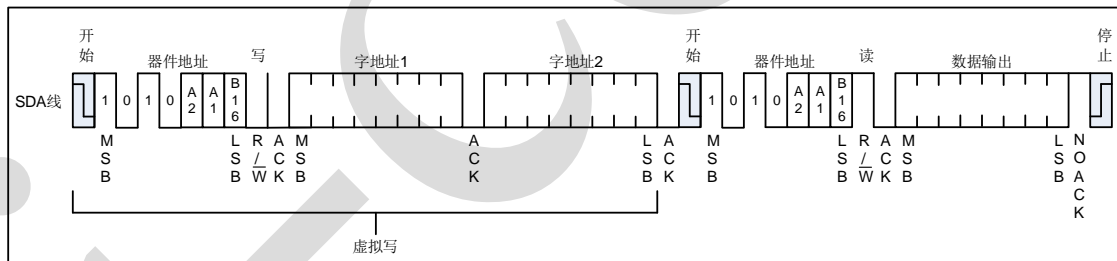 开始 器件地址 写 字地址1 字地址2 开始 器件地址 读 数据输出 停止
SDA线 1 0 1 0 A2 A1 B16 1 0 1 0 A2 A1 B16
MSB LSB R/W ACK MSB ACK LSB ACK MSB LSB R/W ACK MSB LSB NOACK
虚拟写